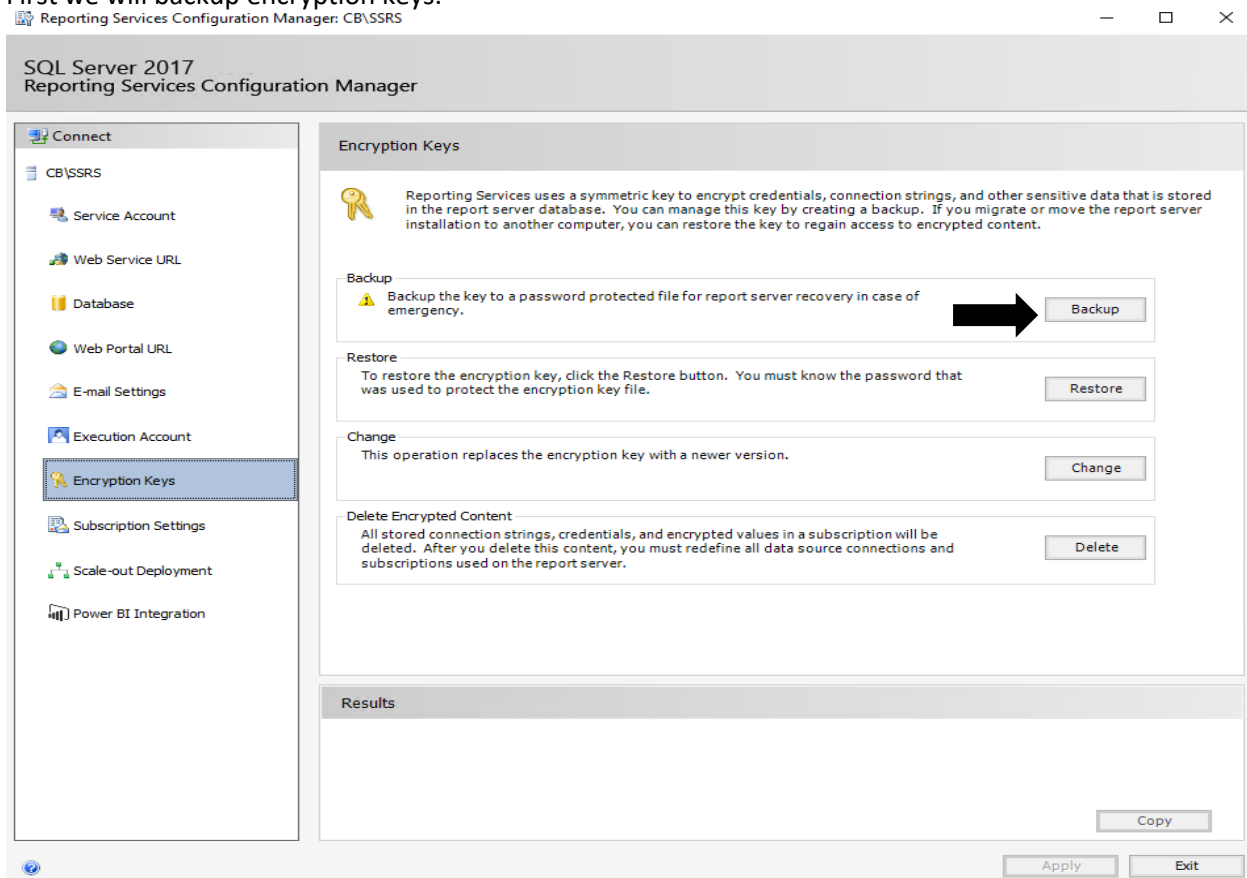 First we will backup encryption keys.
Reporting Services Configuration Manager: CB\SSRS
SQL Server 2017
Reporting Services Configuration Manager
Connect
CB\SSRS
Service Account
Web Service URL
Database
Web Portal URL
E-mail Settings
Execution Account
Encryption Keys
Subscription Settings
Scale-out Deployment
Power BI Integration
Encryption Keys
Reporting Services uses a symmetric key to encrypt credentials, connection strings, and other sensitive data that is stored
in the report server database. You can manage this key by creating a backup. If you migrate or move the report server
installation to another computer, you can restore the key to regain access to encrypted content.
Backup
Backup the key to a password protected file for report server recovery in case of
emergency.
Backup
Restore
To restore the encryption key, click the Restore button. You must know the password that
was used to protect the encryption key file.
Restore
Change
This operation replaces the encryption key with a newer version.
Change
Delete Encrypted Content
All stored connection strings, credentials, and encrypted values in a subscription will be
deleted. After you delete this content, you must redefine all data source connections and
subscriptions used on the report server.
Delete
Results
Copy
Apply
Exit